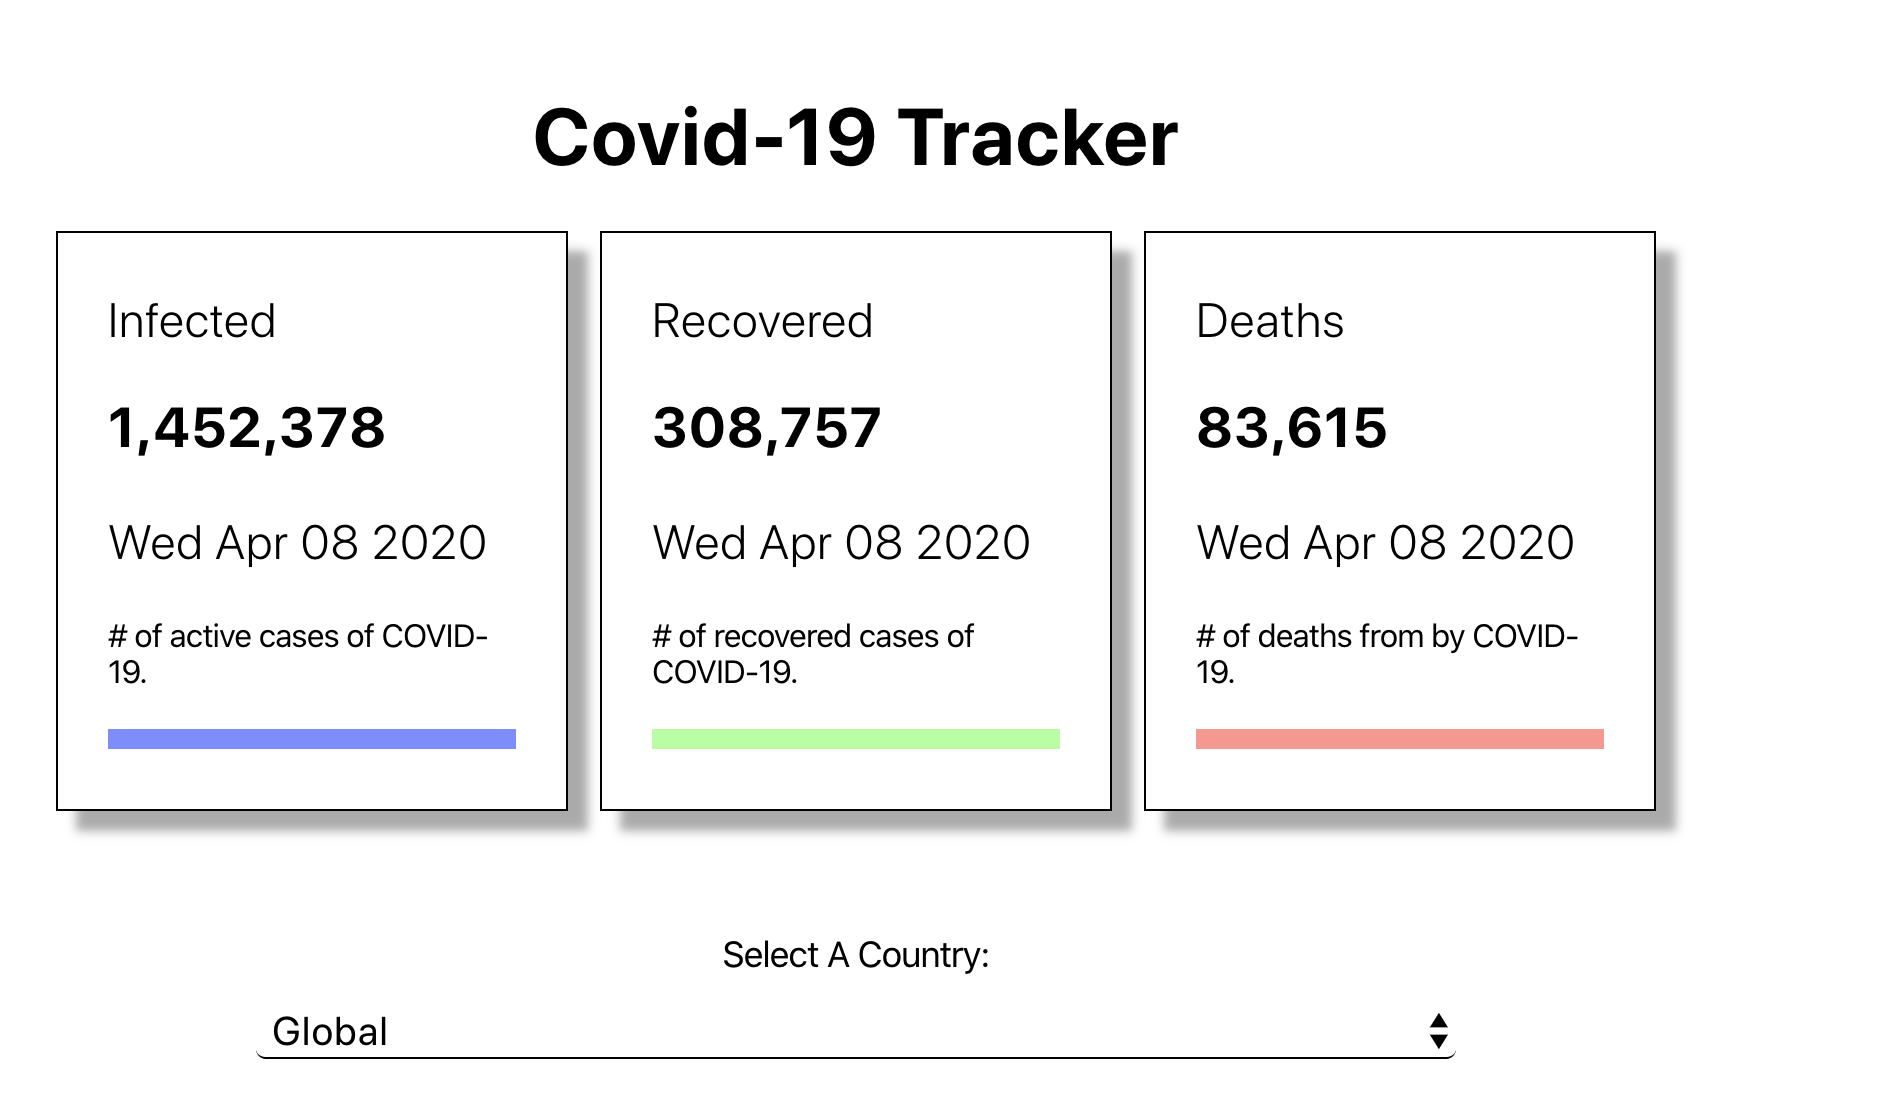 Covid-19 Tracker
Infected
1,452,378
Wed Apr 08 2020
# of active cases of COVID-
19.
Recovered
308,757
Wed Apr 08 2020
# of recovered cases of
COVID-19.
Deaths
83,615
Wed Apr 08 2020
# of deaths from by COVID-
19.
Select A Country:
Global